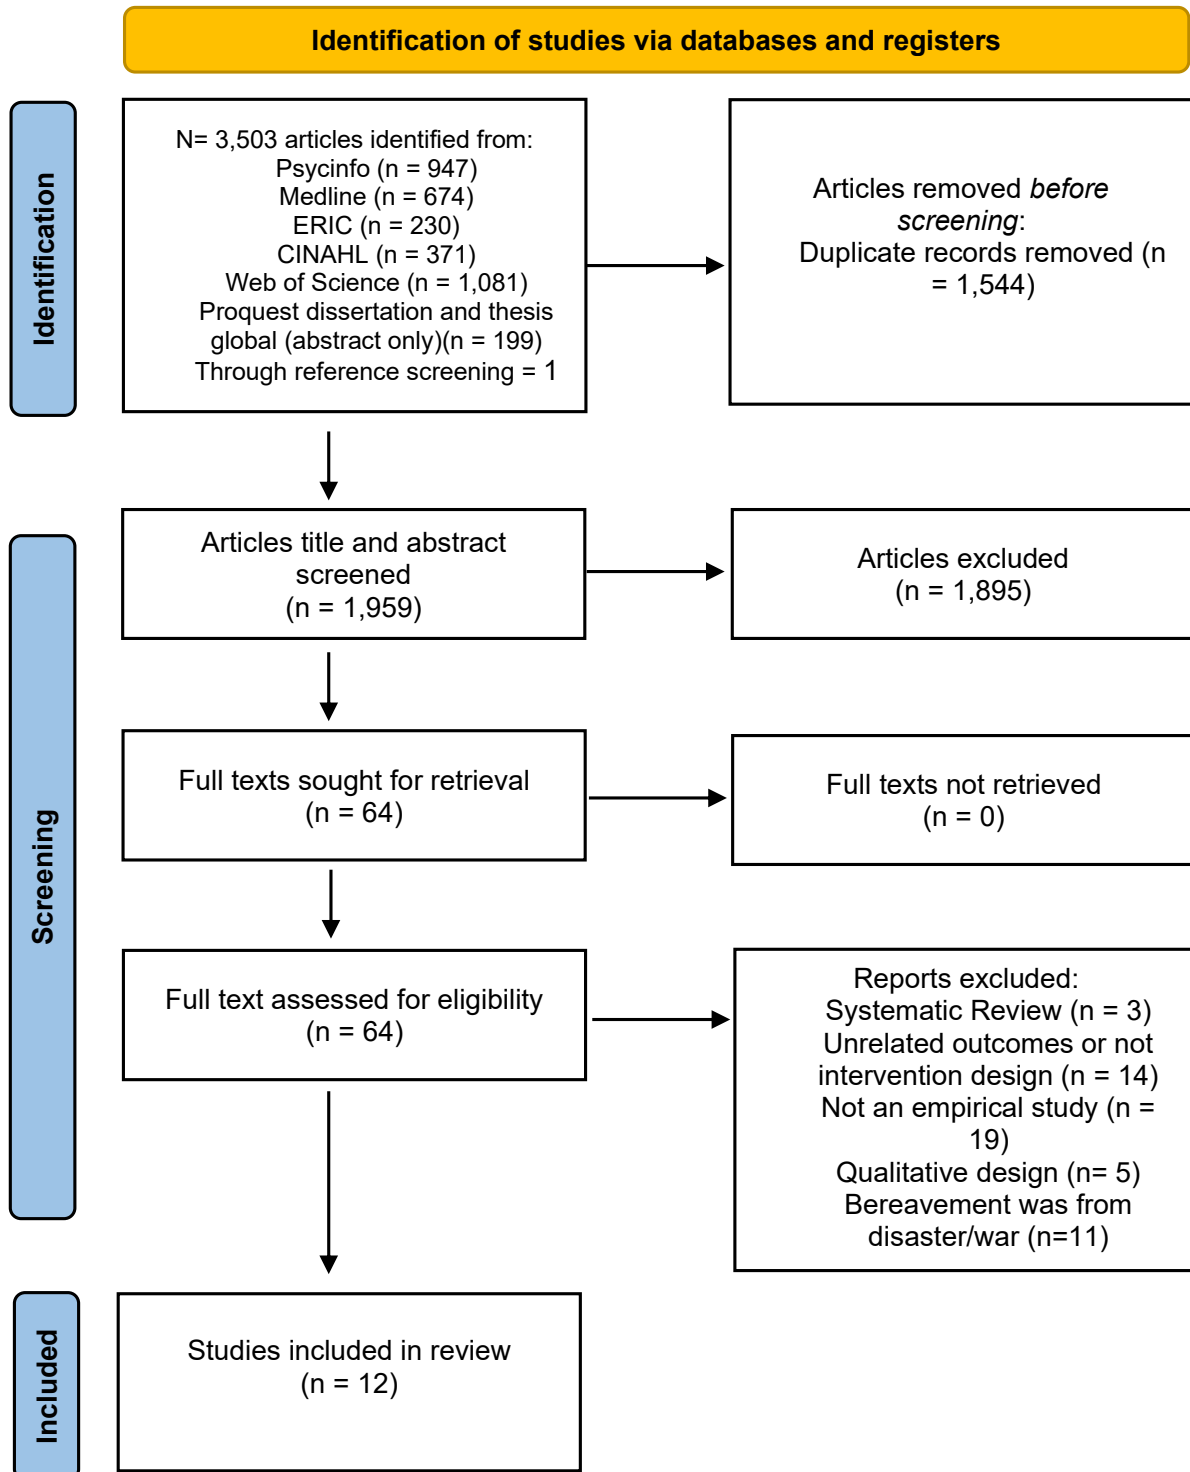 Identification of studies via databases and registers
Identification
N= 3,503 articles identified from:
Psycinfo (n = 947)
Medline (n = 674)
ERIC (n = 230)
CINAHL (n = 371)
Web of Science (n = 1,081)
Proquest dissertation and thesis
global (abstract only)(n = 199)
Through reference screening = 1
Articles removed before
screening:
Duplicate records removed (n
= 1,544)
Screening
Articles title and abstract
screened
(n = 1,959)
Articles excluded
(n = 1,895)
Full texts sought for retrieval
(n = 64)
Full texts not retrieved
(n = 0)
Full text assessed for eligibility
(n = 64)
Reports excluded:
Systematic Review (n = 3)
Unrelated outcomes or not
intervention design (n = 14)
Not an empirical study (n =
19)
Qualitative design (n= 5)
Bereavement was from
disaster/war (n=11)
Included
Studies included in review
(n = 12)